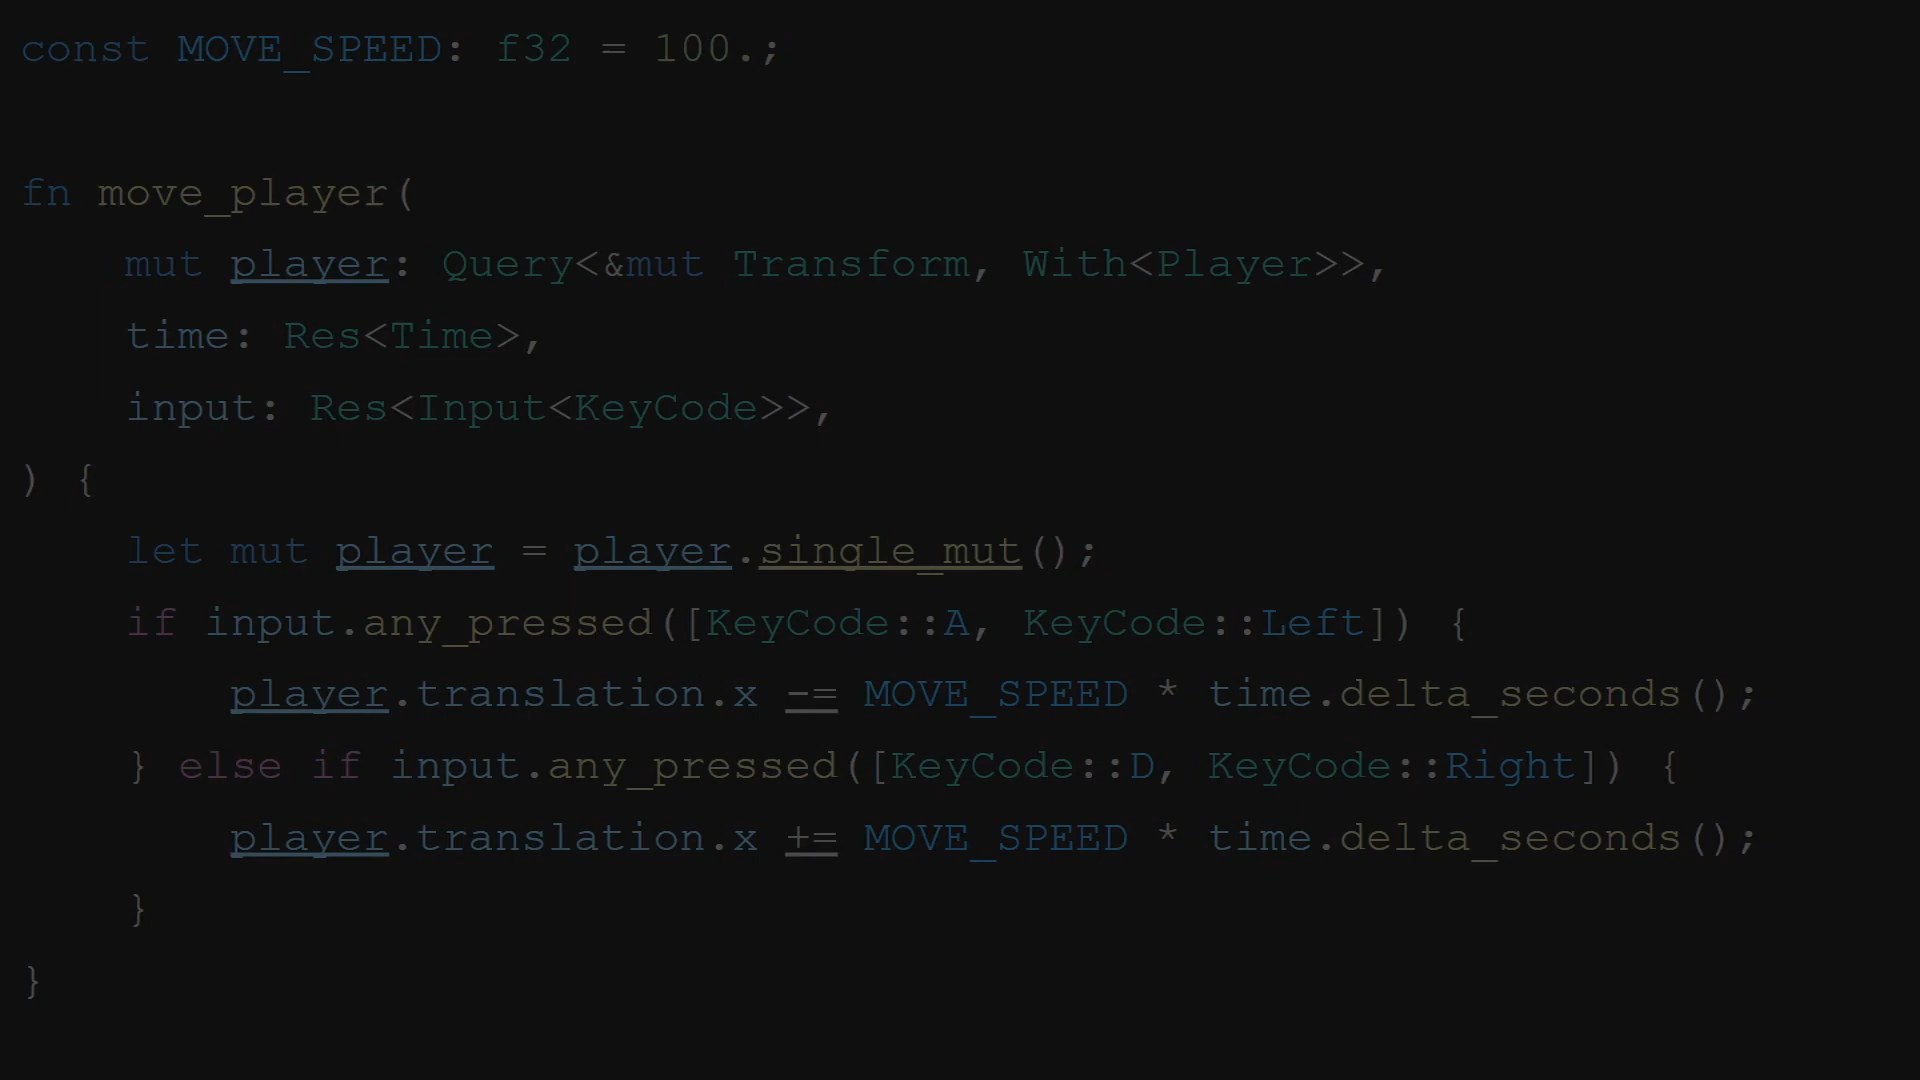 const MOVE_SPEED: f32 = 100.;
fn move_player(
    mut player: Query<&mut Transform, With<Player>>,
    time: Res<Time>,
    input: Res<Input<KeyCode>>,
) {
    let mut player = player.single_mut();
    if input.any_pressed([KeyCode::A, KeyCode::Left]) {
        player.translation.x -= MOVE_SPEED * time.delta_seconds();
    } else if input.any_pressed([KeyCode::D, KeyCode::Right]) {
        player.translation.x += MOVE_SPEED * time.delta_seconds();
    }
}